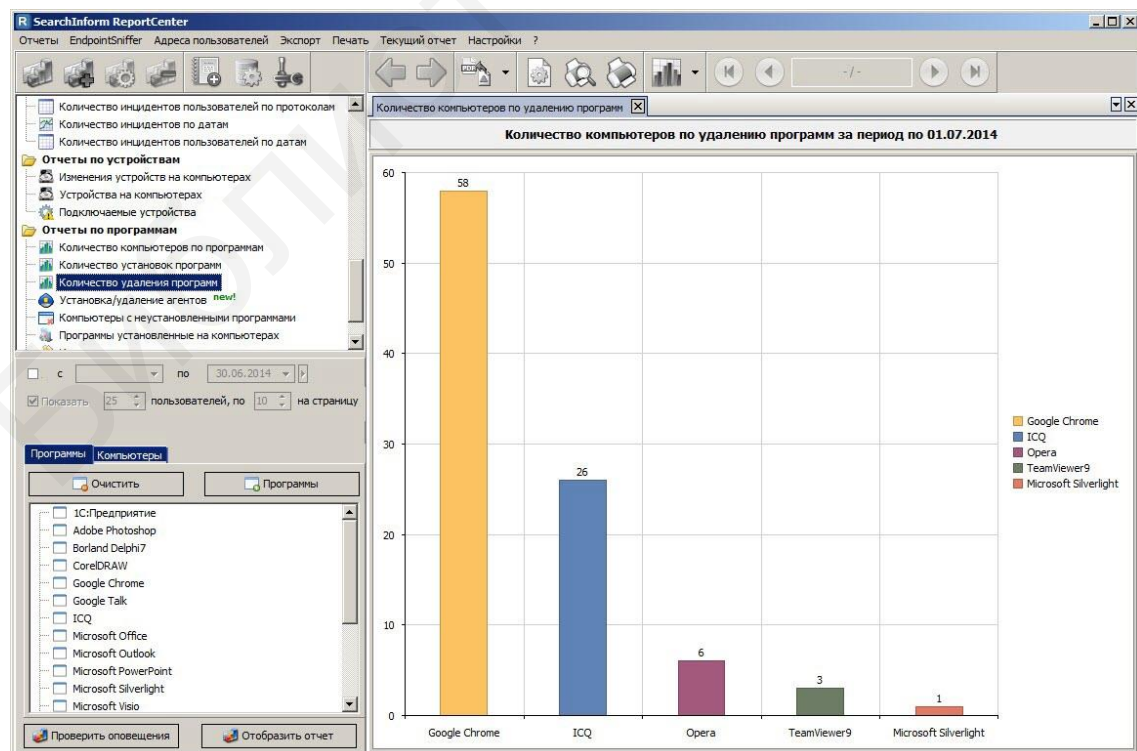 SearchInform ReportCenter
Отчеты EndpointSniffer Адреса пользователей Экспорт Печать Текущий отчет Настройки ?
-/-
Количество инцидентов пользователей по протоколам
Количество инцидентов по датам
Количество инцидентов пользователей по датам
Отчеты по устройствам
Изменения устройств на компьютерах
Устройства на компьютерах
Подключаемые устройства
Отчеты по программам
Количество компьютеров по программам
Количество установок программ
Количество удаления программ
Установка/удаление агентов new!
Компьютеры с неустановленными программами
Программы установленные на компьютерах
с по 30.06.2014
Показать 25 пользователей, по 10 на страницу
Программы Компьютеры
Очистить Программы
1С:Предприятие
Adobe Photoshop
Borland Delphi7
CorelDRAW
Google Chrome
Google Talk
ICQ
Microsoft Office
Microsoft Outlook
Microsoft PowerPoint
Microsoft Silverlight
Microsoft Visio
Проверить оповещения Отобразить отчет
Количество компьютеров по удалению программ
Количество компьютеров по удалению программ за период по 01.07.2014
60
50
40
30
20
10
0
58
26
6
3
1
Google Chrome ICQ Opera TeamViewer9 Microsoft Silverlight
Google Chrome
ICQ
Opera
TeamViewer9
Microsoft Silverlight